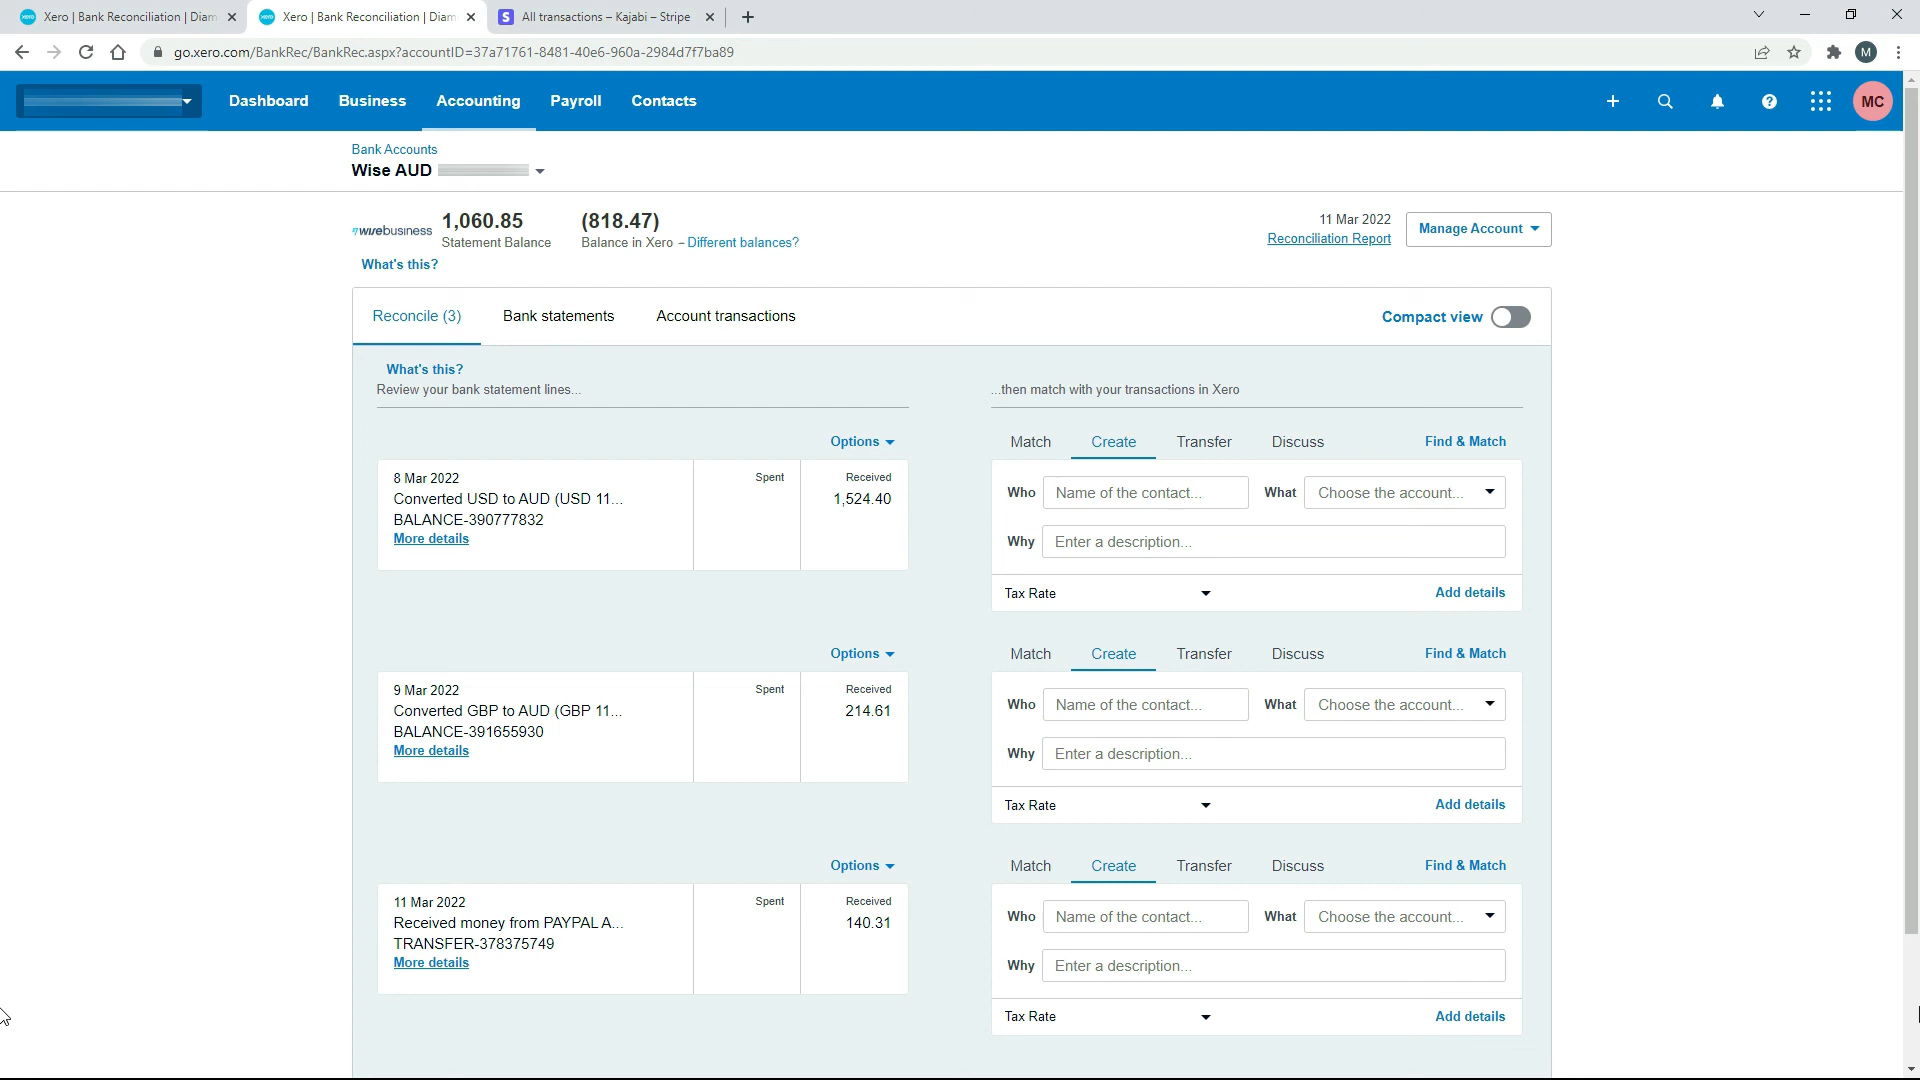 Xero | Bank Reconciliation | Diam
Xero | Bank Reconciliation | Diam
All transactions – Kajabi – Stripe
go.xero.com/BankRec/BankRec.aspx?accountID=37a71761-8481-40e6-960a-2984d7f7ba89
M
Dashboard
Business
Accounting
Payroll
Contacts
MC
Bank Accounts
Wise AUD
wise business
1,060.85
Statement Balance
(818.47)
Balance in Xero - Different balances?
11 Mar 2022
Reconciliation Report
Manage Account
What's this?
Reconcile (3)
Bank statements
Account transactions
Compact view
What's this?
Review your bank statement lines...
...then match with your transactions in Xero
Options
Match
Create
Transfer
Discuss
Find & Match
8 Mar 2022
Converted USD to AUD (USD 11...
BALANCE-390777832
More details
Spent
Received
1,524.40
Who
Name of the contact...
What
Choose the account...
Why
Enter a description...
Tax Rate
Add details
Options
Match
Create
Transfer
Discuss
Find & Match
9 Mar 2022
Converted GBP to AUD (GBP 11...
BALANCE-391655930
More details
Spent
Received
214.61
Who
Name of the contact...
What
Choose the account...
Why
Enter a description...
Tax Rate
Add details
Options
Match
Create
Transfer
Discuss
Find & Match
11 Mar 2022
Received money from PAYPAL A...
TRANSFER-378375749
More details
Spent
Received
140.31
Who
Name of the contact...
What
Choose the account...
Why
Enter a description...
Tax Rate
Add details